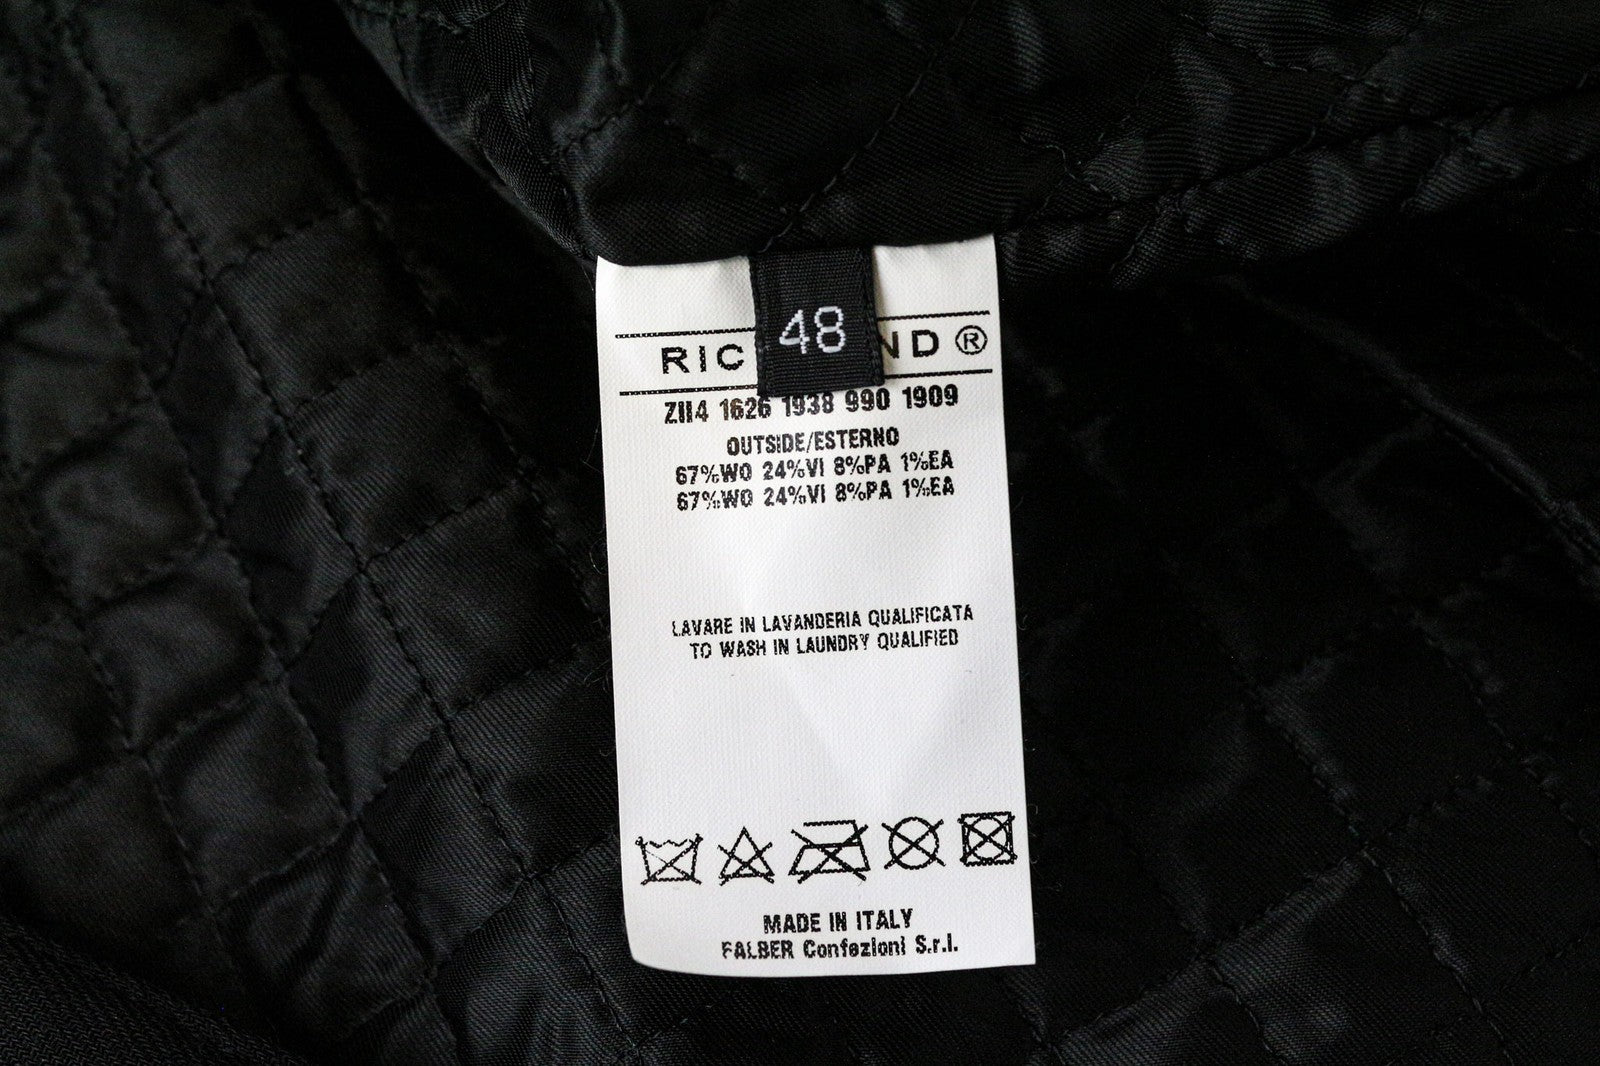 48
RIC ND®
ZII4 1626 1938 990 1909
OUTSIDE/ESTERNO
67%WO 24%VI 8%PA 1%EA
67%WO 24%VI 8%PA 1%EA
LAVARE IN LAVANDERIA QUALIFICATA
TO WASH IN LAUNDRY QUALIFIED
MADE IN ITALY
FALBER Confezioni S.r.l.